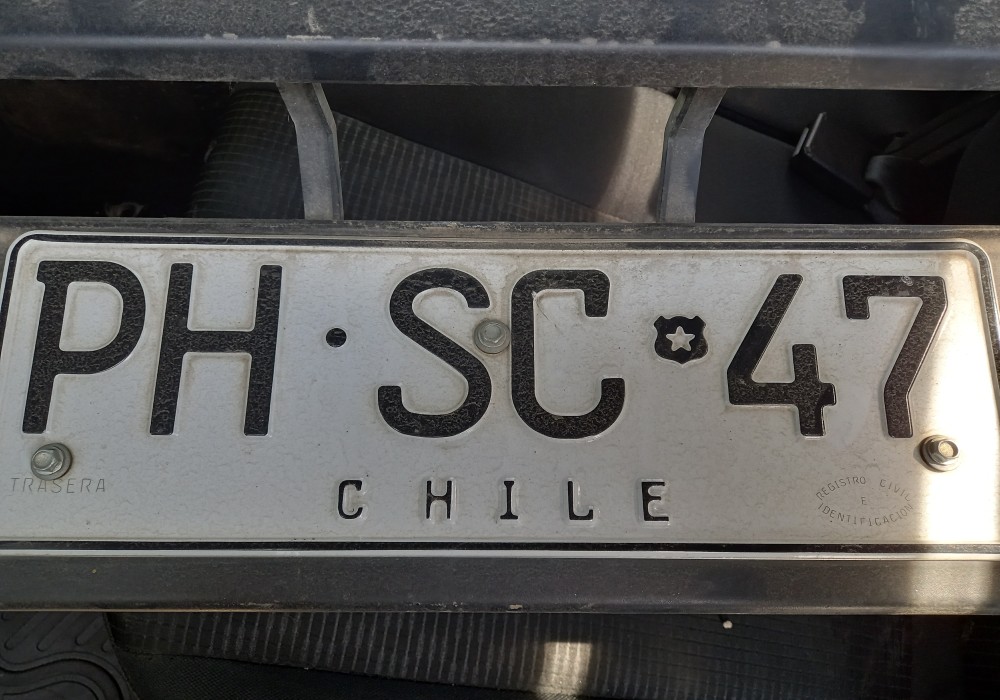 PH·SC 47
TRASERA
CHILE
REGISTRO CIVIL
E
IDENTIFICACION